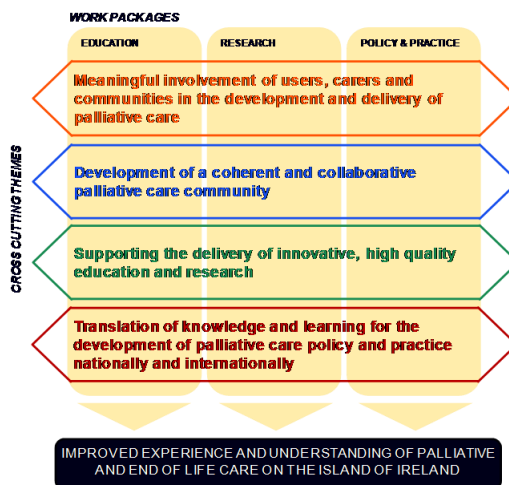 WORK PACKAGES
EDUCATION
RESEARCH
POLICY & PRACTICE
CROSS CUTTING THEMES
Meaningful involvement of users, carers and
communities in the development and delivery of
palliative care
Development of a coherent and collaborative
palliative care community
Supporting the delivery of innovative, high quality
education and research
Translation of knowledge and learning for the
development of palliative care policy and practice
nationally and internationally
IMPROVED EXPERIENCE AND UNDERSTANDING OF PALLIATIVE
AND END OF LIFE CARE ON THE ISLAND OF IRELAND